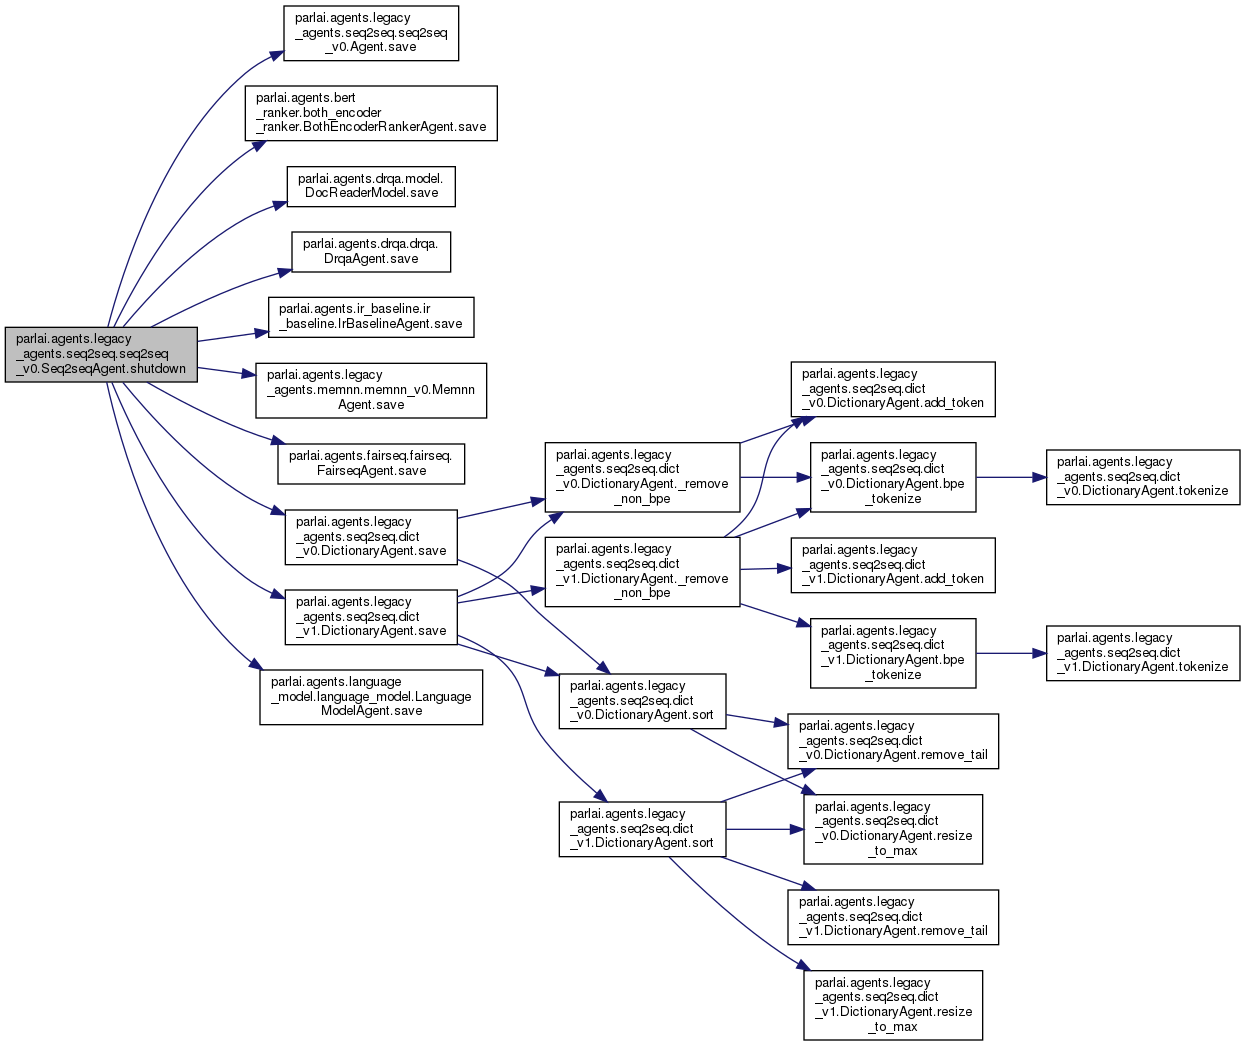 parlai.agents.legacy
_agents.seq2seq.seq2seq
_v0.Agent.save
parlai.agents.bert
_ranker.both_encoder
_ranker.BothEncoderRankerAgent.save
parlai.agents.drqa.model.
DocReaderModel.save
parlai.agents.drqa.drqa.
DrqaAgent.save
parlai.agents.ir_baseline.ir
_baseline.IrBaselineAgent.save
parlai.agents.legacy
_agents.seq2seq.seq2seq
_v0.Seq2seqAgent.shutdown
parlai.agents.legacy
_agents.memnn.memnn_v0.Memnn
Agent.save
parlai.agents.fairseq.fairseq.
FairseqAgent.save
parlai.agents.legacy
_agents.seq2seq.dict
_v0.DictionaryAgent.save
parlai.agents.legacy
_agents.seq2seq.dict
_v1.DictionaryAgent.save
parlai.agents.language
_model.language_model.Language
ModelAgent.save
parlai.agents.legacy
_agents.seq2seq.dict
_v0.DictionaryAgent._remove
_non_bpe
parlai.agents.legacy
_agents.seq2seq.dict
_v1.DictionaryAgent._remove
_non_bpe
parlai.agents.legacy
_agents.seq2seq.dict
_v0.DictionaryAgent.sort
parlai.agents.legacy
_agents.seq2seq.dict
_v1.DictionaryAgent.sort
parlai.agents.legacy
_agents.seq2seq.dict
_v0.DictionaryAgent.add_token
parlai.agents.legacy
_agents.seq2seq.dict
_v0.DictionaryAgent.bpe
_tokenize
parlai.agents.legacy
_agents.seq2seq.dict
_v1.DictionaryAgent.add_token
parlai.agents.legacy
_agents.seq2seq.dict
_v1.DictionaryAgent.bpe
_tokenize
parlai.agents.legacy
_agents.seq2seq.dict
_v0.DictionaryAgent.remove_tail
parlai.agents.legacy
_agents.seq2seq.dict
_v0.DictionaryAgent.resize
_to_max
parlai.agents.legacy
_agents.seq2seq.dict
_v1.DictionaryAgent.remove_tail
parlai.agents.legacy
_agents.seq2seq.dict
_v1.DictionaryAgent.resize
_to_max
parlai.agents.legacy
_agents.seq2seq.dict
_v0.DictionaryAgent.tokenize
parlai.agents.legacy
_agents.seq2seq.dict
_v1.DictionaryAgent.tokenize